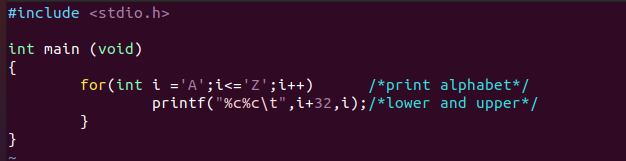 #include <stdio.h>

int main (void)
{
        for(int i ='A';i<='Z';i++)       /*print alphabet*/
                printf("%c%c\t",i+32,i);/*lower and upper*/
        }
}
~